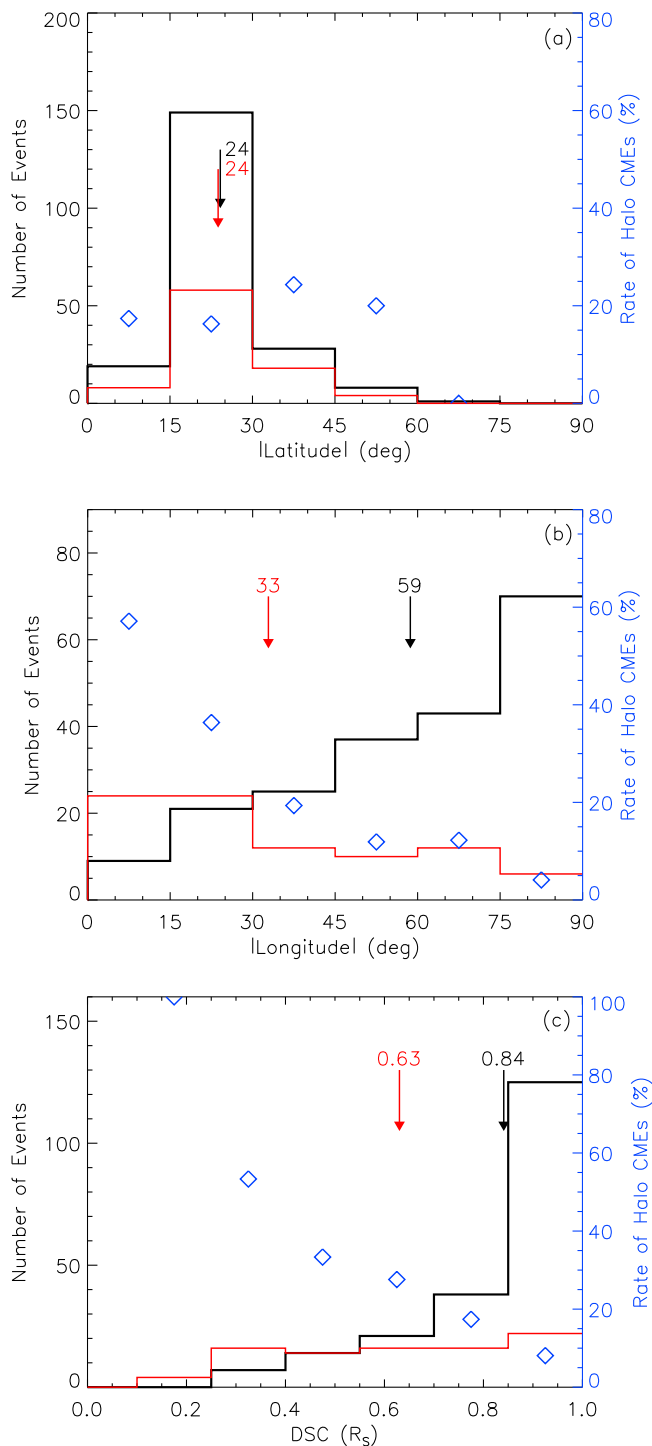 (a)
200
150
100
50
0
Number of Events
24
24
80
60
40
20
0
Rate of Halo CMEs (%)
0 15 30 45 60 75 90
|Latitude| (deg)
(b)
80
60
40
20
0
Number of Events
33 59
80
60
40
20
0
Rate of Halo CMEs (%)
0 15 30 45 60 75 90
|Longitude| (deg)
(c)
150
100
50
0
Number of Events
0.63 0.84
100
80
60
40
20
0
Rate of Halo CMEs (%)
0.0 0.2 0.4 0.6 0.8 1.0
DSC (R_S)